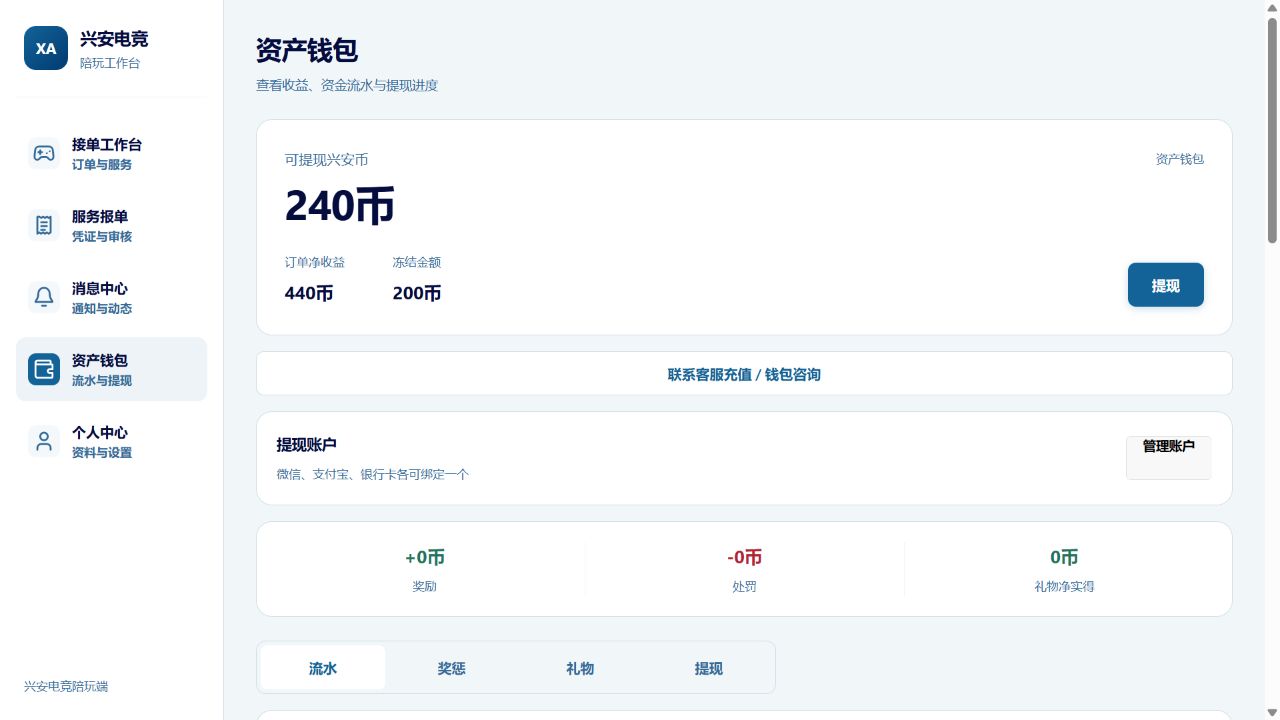 XA
兴安电竞
陪玩工作台
接单工作台
订单与服务
服务报单
凭证与审核
消息中心
通知与动态
资产钱包
流水与提现
个人中心
资料与设置
兴安电竞陪玩端
资产钱包
查看收益、资金流水与提现进度
可提现兴安币
资产钱包
240币
订单净收益
冻结金额
440币
200币
提现
联系客服充值 / 钱包咨询
提现账户
微信、支付宝、银行卡各可绑定一个
管理账户
+0币
-0币
0币
奖励
处罚
礼物净实得
流水
奖惩
礼物
提现